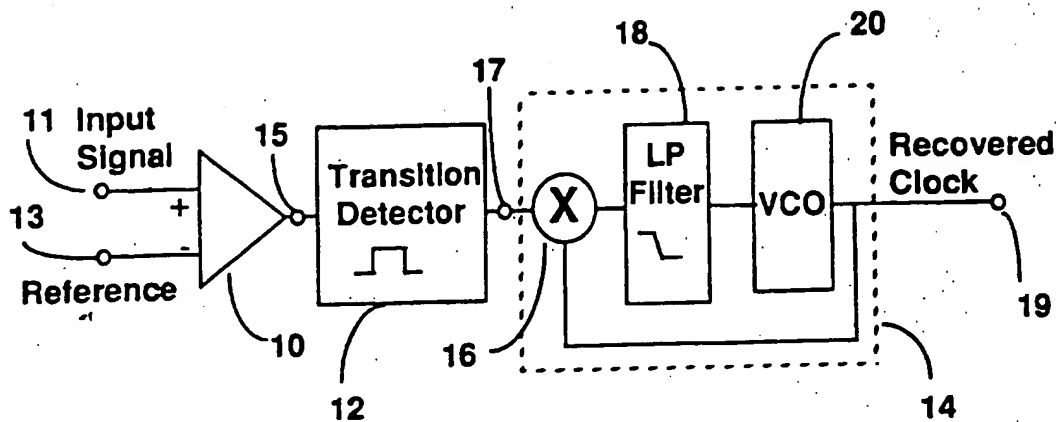 18
20
17
11 Input
Signal
15
13
+
-
Transition
Detector
X
LP
Filter
VCO
Recovered
Clock
Reference
10
12
16
19
14